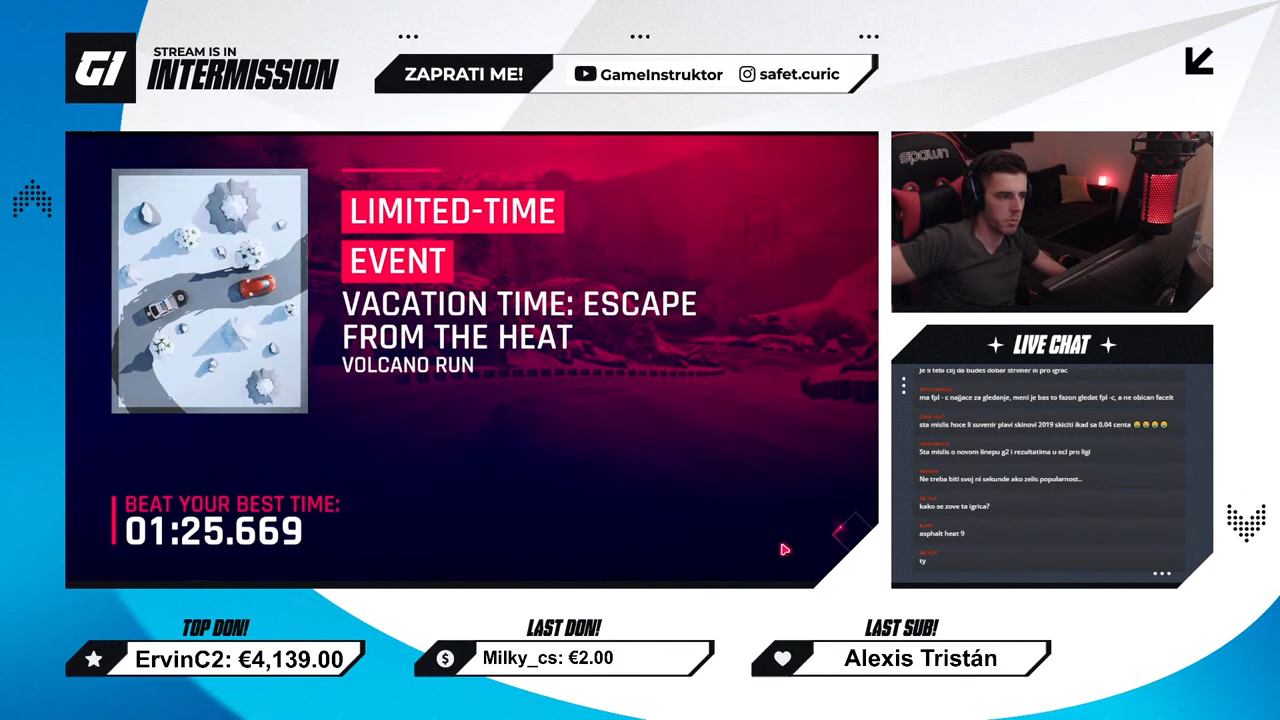 GI
STREAM IS IN
INTERMISSION
ZAPRATI ME!
GameInstruktor
safet.curic
LIMITED-TIME
EVENT
VACATION TIME: ESCAPE
FROM THE HEAT
VOLCANO RUN
BEAT YOUR BEST TIME:
01:25.669
spawn
LIVE CHAT
je li tebi cilj da budes dobar strimer ili pro igrac
ma fpl - c najjace za gledanje, meni je bas to fazon gledat fpl -c, a ne obican faceit
sta mislis hoce li suvenir plavi skinovi 2019 skiciti ikad sa 0.04 centa
Sta mislis o novom linepu g2 i rezultatima u ecl pro ligi
Ne treba biti svoj ni sekunde ako zelis popularnost..
kako se zove ta igrica?
asphalt heat 9
ty
TOP DON!
ErvinC2: €4,139.00
LAST DON!
Milky_cs: €2.00
LAST SUB!
Alexis Tristán